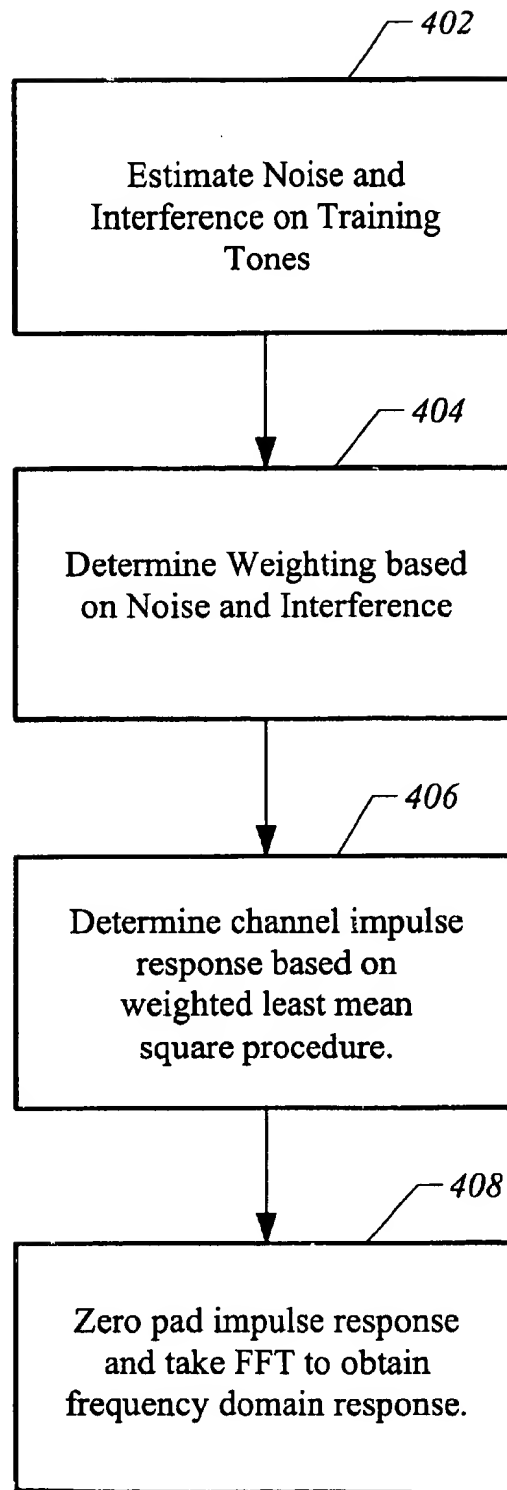 402
Estimate Noise and
Interference on Training
Tones
404
Determine Weighting based
on Noise and Interference
406
Determine channel impulse
response based on
weighted least mean
square procedure.
408
Zero pad impulse response
and take FFT to obtain
frequency domain response.